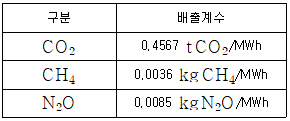 구분 배출계수
CO₂ 0.4567 tCO₂/MWh
CH₄ 0.0036 kgCH₄/MWh
N₂O 0.0085 kgN₂O/MWh